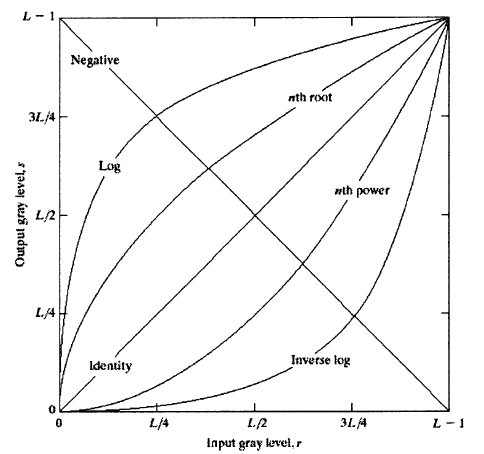 L − 1
Negative
nth root
3L/4
Log
nth power
Output gray level, s
L/2
L/4
Identity
Inverse log
0
0
L/4
L/2
3L/4
L − 1
Input gray level, r